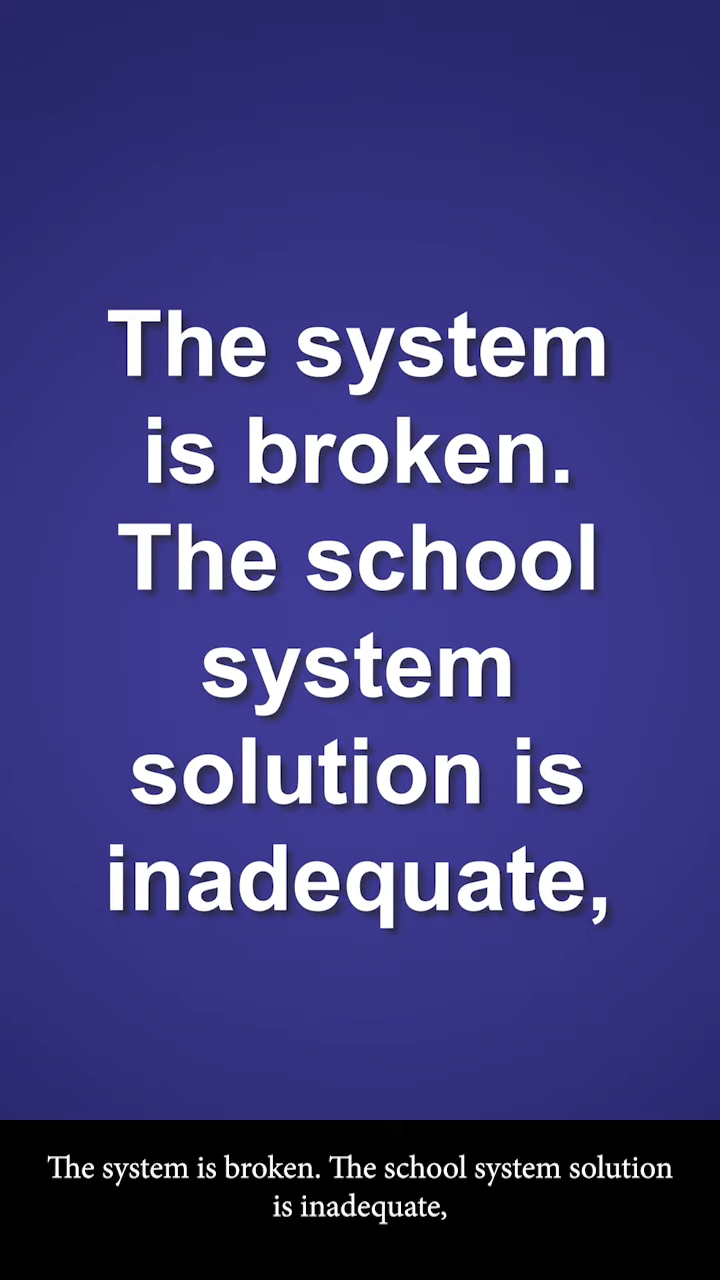 The system
is broken.
The school
system
solution is
inadequate,
The system is broken. The school system solution
is inadequate,